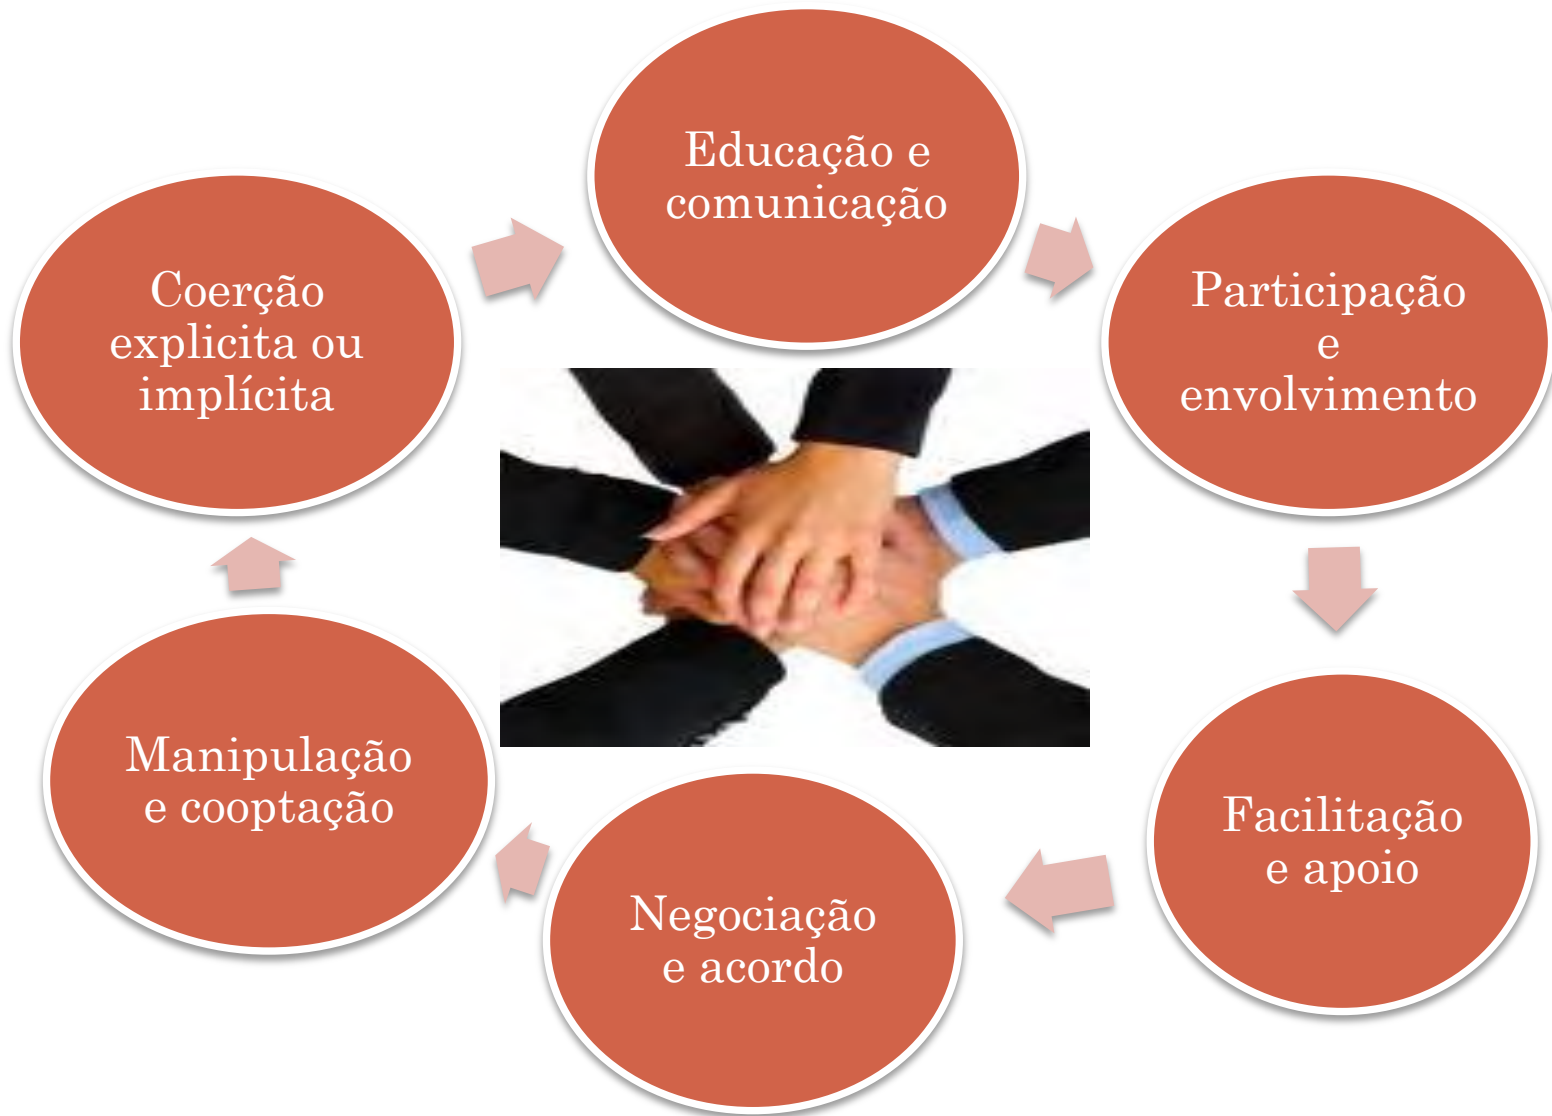 Educação e
comunicação
Participação
e
envolvimento
Facilitação
e apoio
Negociação
e acordo
Manipulação
e cooptação
Coerção
explicita ou
implícita